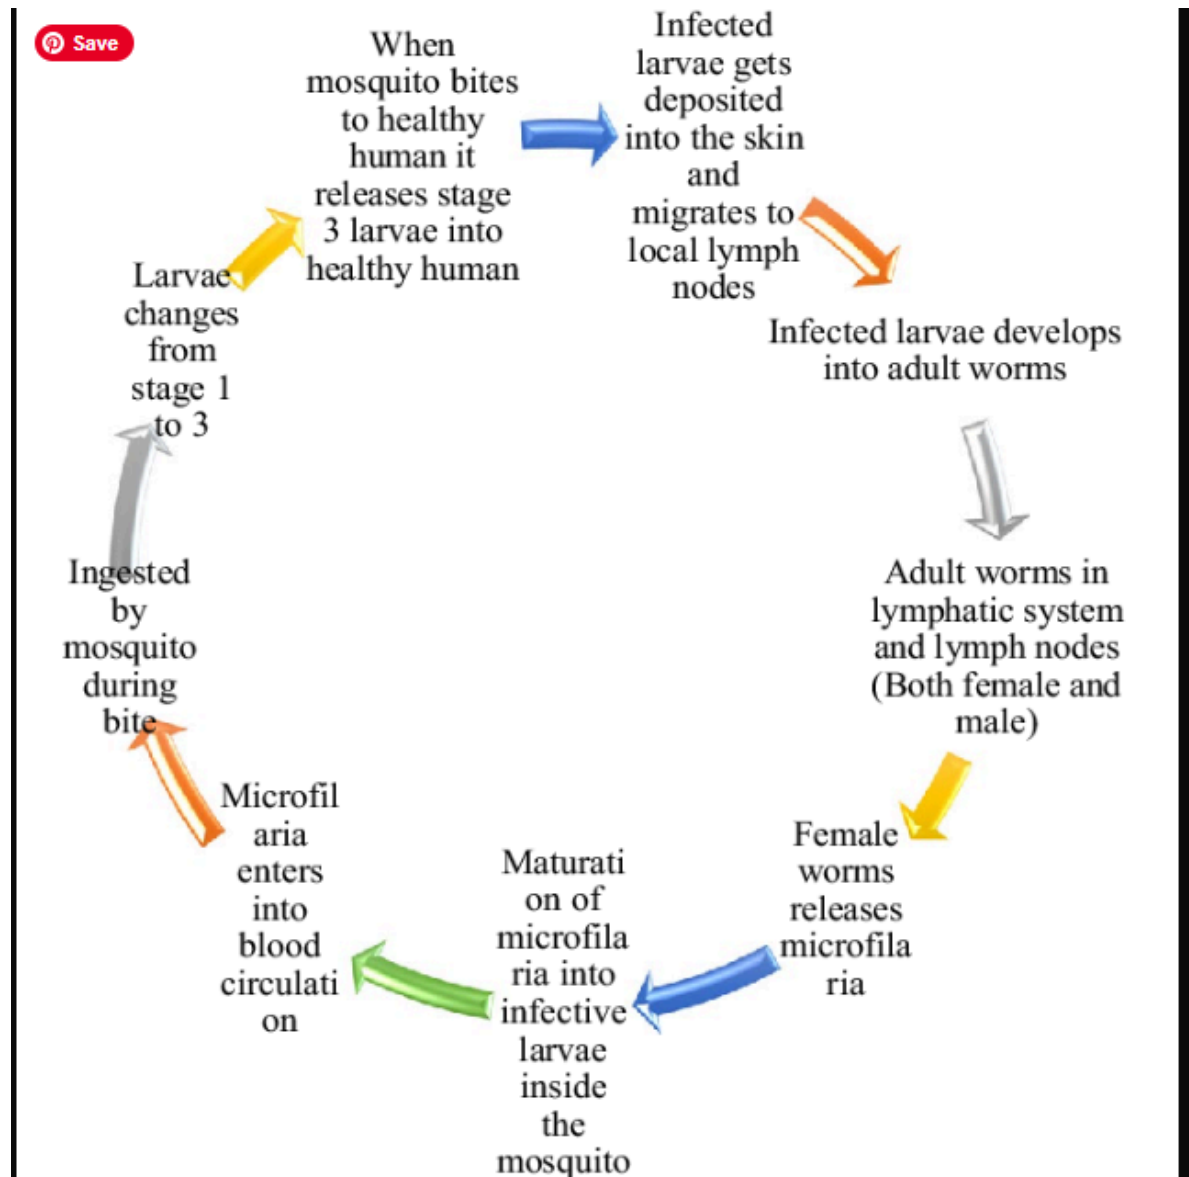 Save
When
mosquito bites
to healthy
human it
releases stage
3 larvae into
healthy human
Infected
larvae gets
deposited
into the skin
and
migrates to
local lymph
nodes
Infected larvae develops
into adult worms
Adult worms in
lymphatic system
and lymph nodes
(Both female and
male)
Female
worms
releases
microfila
ria
Maturati
on of
microfila
ria into
infective
larvae
inside
the
mosquito
Microfil
aria
enters
into
blood
circulati
on
Ingested
by
mosquito
during
bite
Larvae
changes
from
stage 1
to 3